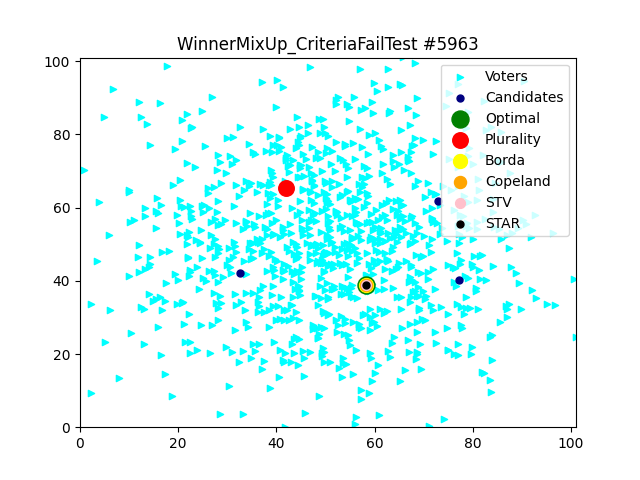 WinnerMixUp_CriteriaFailTest #5963
100
80
60
40
20
0
0
20
40
60
80
100
Voters
Candidates
Optimal
Plurality
Borda
Copeland
STV
STAR